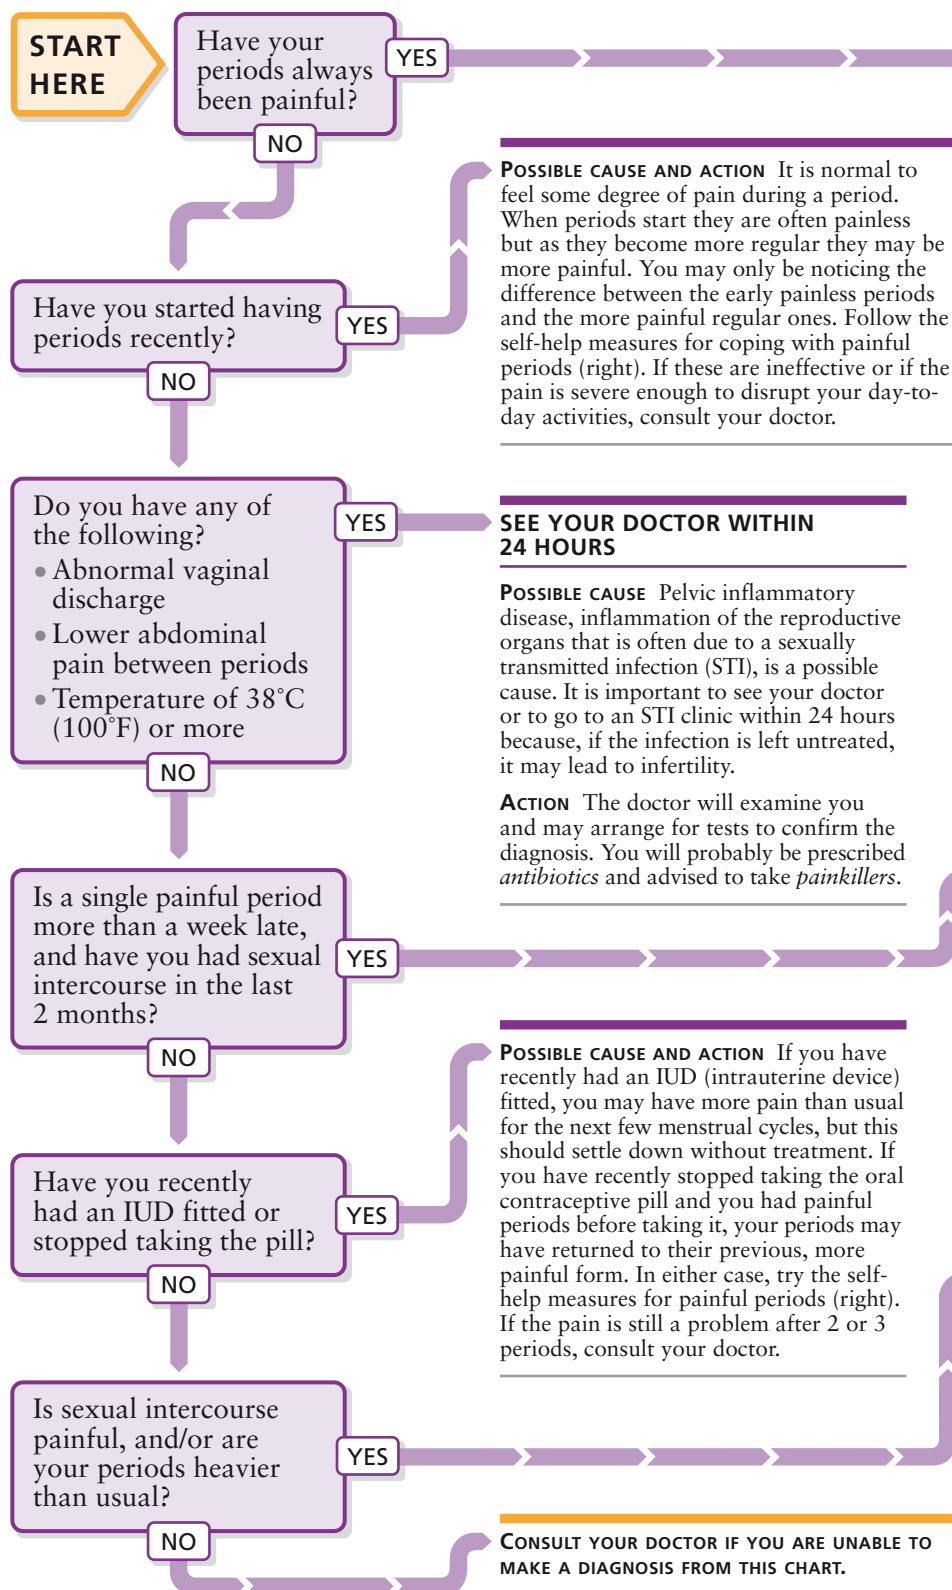 START
HERE
Have your
periods always
been painful?
YES
NO
POSSIBLE CAUSE AND ACTION It is normal to
feel some degree of pain during a period.
When periods start they are often painless
but as they become more regular they may be
more painful. You may only be noticing the
difference between the early painless periods
and the more painful regular ones. Follow the
self-help measures for coping with painful
periods (right). If these are ineffective or if the
pain is severe enough to disrupt your day-to-
day activities, consult your doctor.
Have you started having
periods recently?
YES
NO
Do you have any of
the following?
• Abnormal vaginal
discharge
• Lower abdominal
pain between periods
• Temperature of 38°C
(100°F) or more
YES
NO
SEE YOUR DOCTOR WITHIN
24 HOURS
POSSIBLE CAUSE Pelvic inflammatory
disease, inflammation of the reproductive
organs that is often due to a sexually
transmitted infection (STI), is a possible
cause. It is important to see your doctor
or to go to an STI clinic within 24 hours
because, if the infection is left untreated,
it may lead to infertility.
ACTION The doctor will examine you
and may arrange for tests to confirm the
diagnosis. You will probably be prescribed
antibiotics and advised to take painkillers.
Is a single painful period
more than a week late,
and have you had sexual
intercourse in the last
2 months?
YES
NO
POSSIBLE CAUSE AND ACTION If you have
recently had an IUD (intrauterine device)
fitted, you may have more pain than usual
for the next few menstrual cycles, but this
should settle down without treatment. If
you have recently stopped taking the oral
contraceptive pill and you had painful
periods before taking it, your periods may
have returned to their previous, more
painful form. In either case, try the self-
help measures for painful periods (right).
If the pain is still a problem after 2 or 3
periods, consult your doctor.
Have you recently
had an IUD fitted or
stopped taking the pill?
YES
NO
Is sexual intercourse
painful, and/or are
your periods heavier
than usual?
YES
NO
CONSULT YOUR DOCTOR IF YOU ARE UNABLE TO
MAKE A DIAGNOSIS FROM THIS CHART.